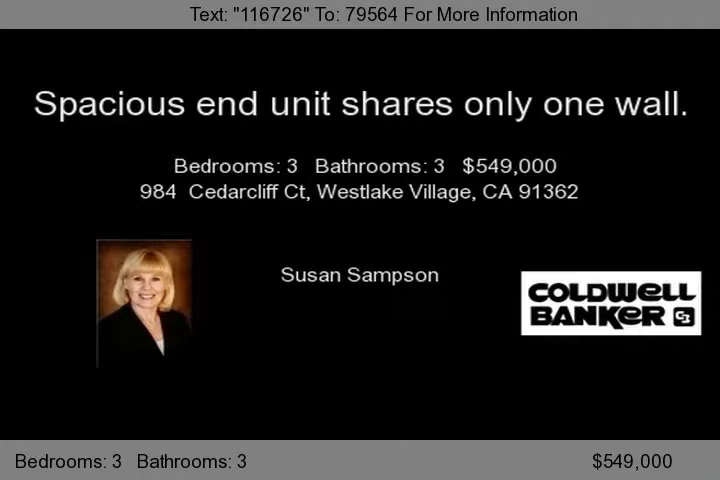 Text: "116726" To: 79564 For More Information
Spacious end unit shares only one wall.
Bedrooms: 3 Bathrooms: 3 $549,000
984 Cedarcliff Ct, Westlake Village, CA 91362
Susan Sampson
COLDWELL
BANKER CB
Bedrooms: 3 Bathrooms: 3 $549,000